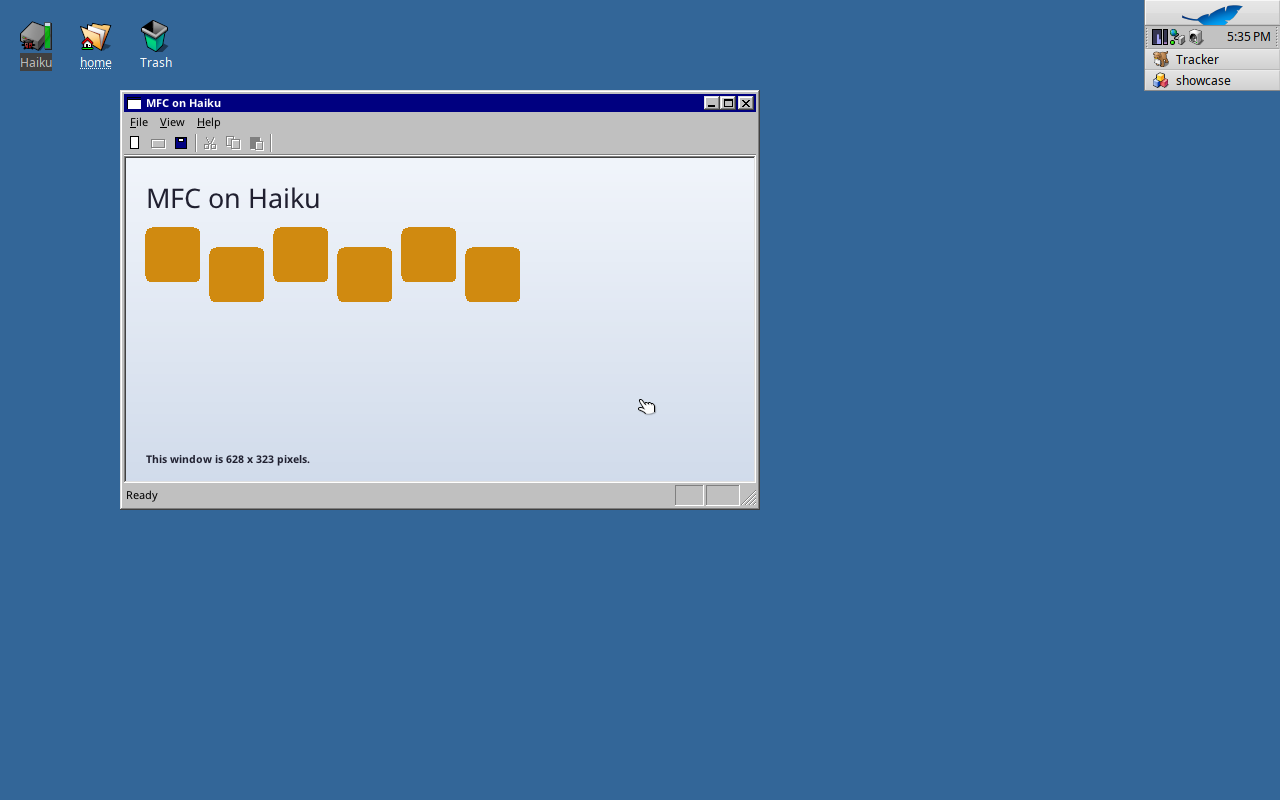 Haiku
home
Trash
5:35 PM
Tracker
showcase
MFC on Haiku
File View Help
MFC on Haiku
This window is 628 x 323 pixels.
Ready